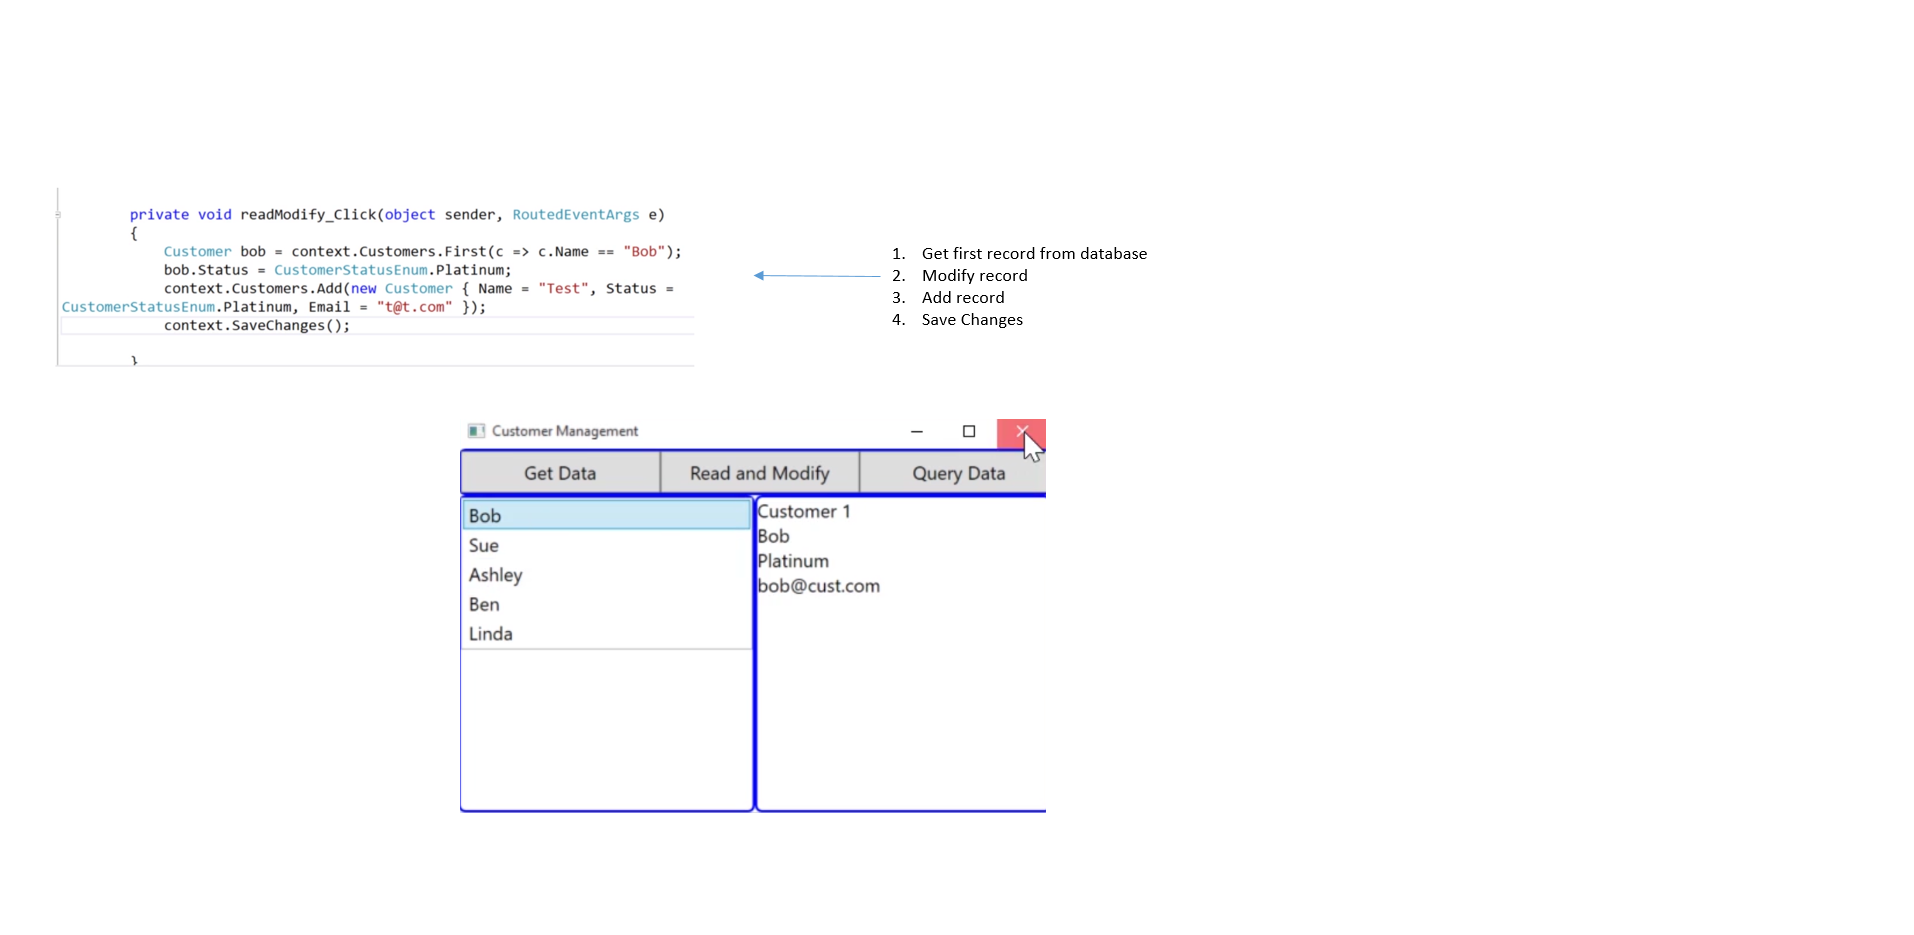 private void readModify_Click(object sender, RoutedEventArgs e)
{
Customer bob = context.Customers.First(c => c.Name == "Bob");
bob.Status = CustomerStatusEnum.Platinum;
context.Customers.Add(new Customer { Name = "Test", Status =
CustomerStatusEnum.Platinum, Email = "t@t.com" });
context.SaveChanges();
}
1. Get first record from database
2. Modify record
3. Add record
4. Save Changes
Customer Management
Get Data
Read and Modify
Query Data
Bob
Sue
Ashley
Ben
Linda
Customer 1
Bob
Platinum
bob@cust.com